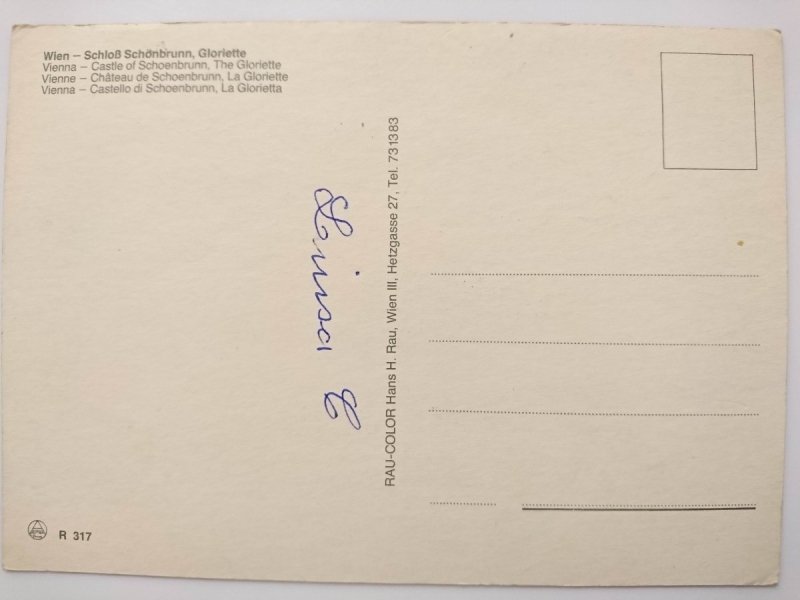 Wien – Schloß Schönbrunn, Gloriette
Vienna – Castle of Schoenbrunn, The Gloriette
Vienne – Château de Schoenbrunn, La Gloriette
Vienna – Castello di Schoenbrunn, La Glorietta
RAU-COLOR Hans H. Rau, Wien III, Hetzgasse 27, Tel. 731383
R 317